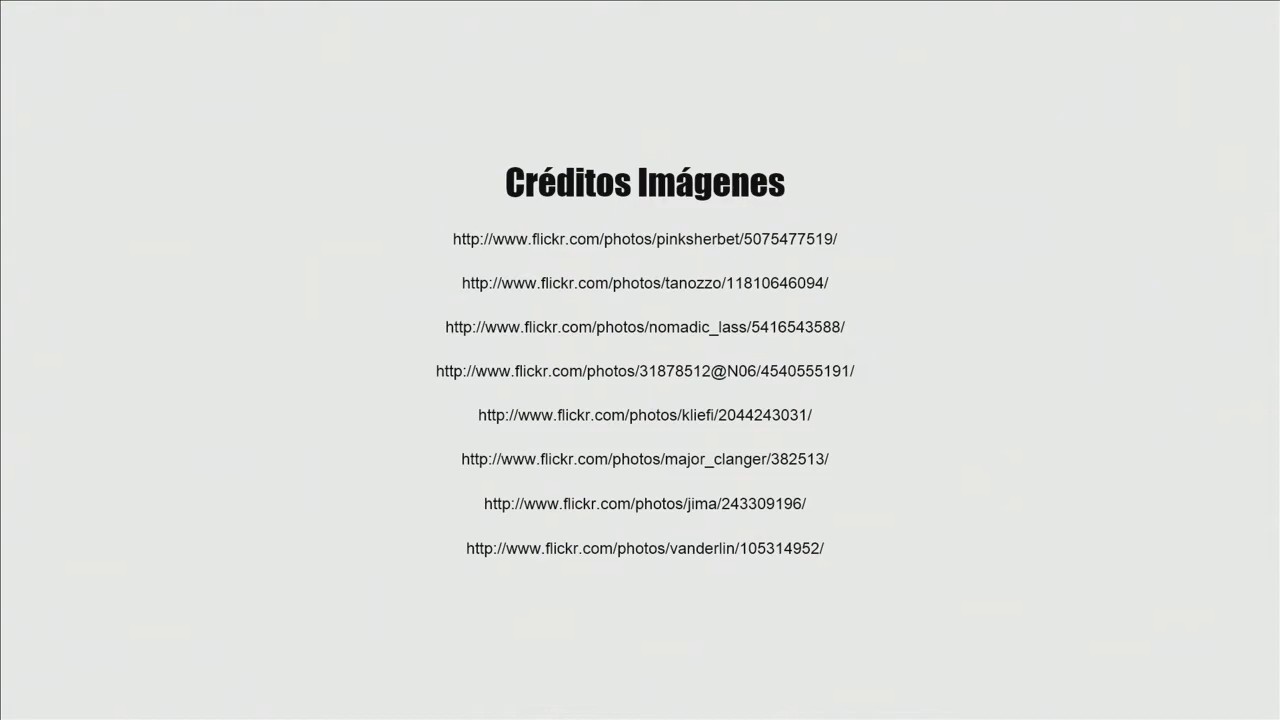 Créditos Imágenes
http://www.flickr.com/photos/pinksherbet/5075477519/
http://www.flickr.com/photos/tanozzo/11810646094/
http://www.flickr.com/photos/nomadic_lass/5416543588/
http://www.flickr.com/photos/31878512@N06/4540555191/
http://www.flickr.com/photos/kliefi/2044243031/
http://www.flickr.com/photos/major_clanger/382513/
http://www.flickr.com/photos/jima/243309196/
http://www.flickr.com/photos/vanderlin/105314952/